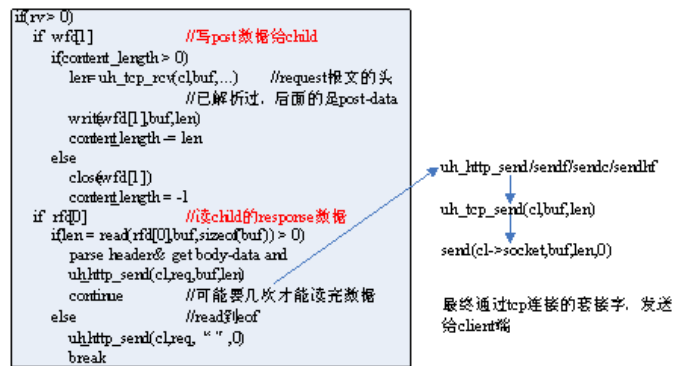 if(rv> 0)
if wfd[1] //写post数据给child
if(content_length > 0)
len= uh_tcp_rcv(cl,buf,...) //request报文的头
//已解析过，后面的是post-data
write(wfd[1],buf,len)
content_length -= len
else
close(wfd[1])
content_length = -1
if rfd[0] //读child的response数据
if(len = read(rfd[0],buf,sizeof(buf)) > 0)
parse header& get body-data and
uh_http_send(cl,req,buf,len)
continue //可能要几次才能读完数据
else //read到eof
uh_http_send(cl,req, “ ” ,0)
break
uh_http_send/sendf/sendc/sendhf
uh_tcp_send(cl,buf,len)
send(cl->socket,buf,len,0)
最终通过tcp连接的套接字，发送
给client端